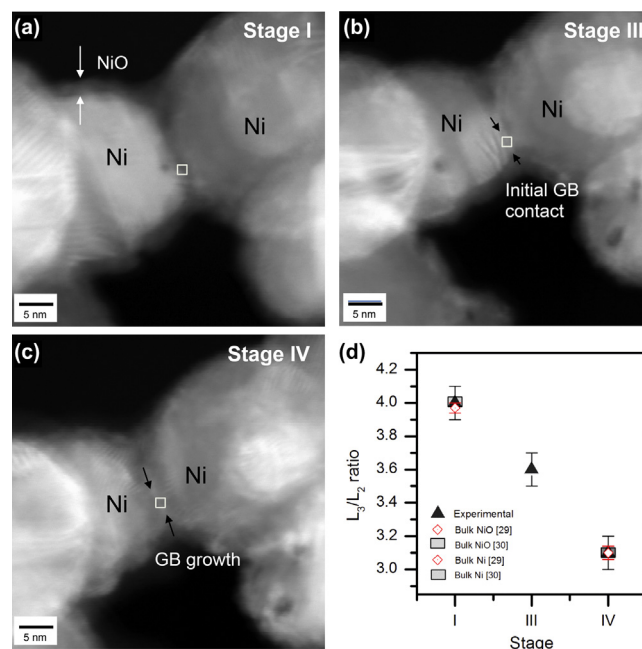 (a)
Stage I
NiO
Ni
Ni
5 nm
(b)
Stage III
Ni
Ni
Initial GB
contact
5 nm
(c)
Stage IV
Ni
Ni
GB growth
5 nm
(d)
L3/L2 ratio
4.2
4.0
3.8
3.6
3.4
3.2
3.0
Experimental
Bulk NiO [29]
Bulk NiO [30]
Bulk Ni [29]
Bulk Ni [30]
I
III
IV
Stage